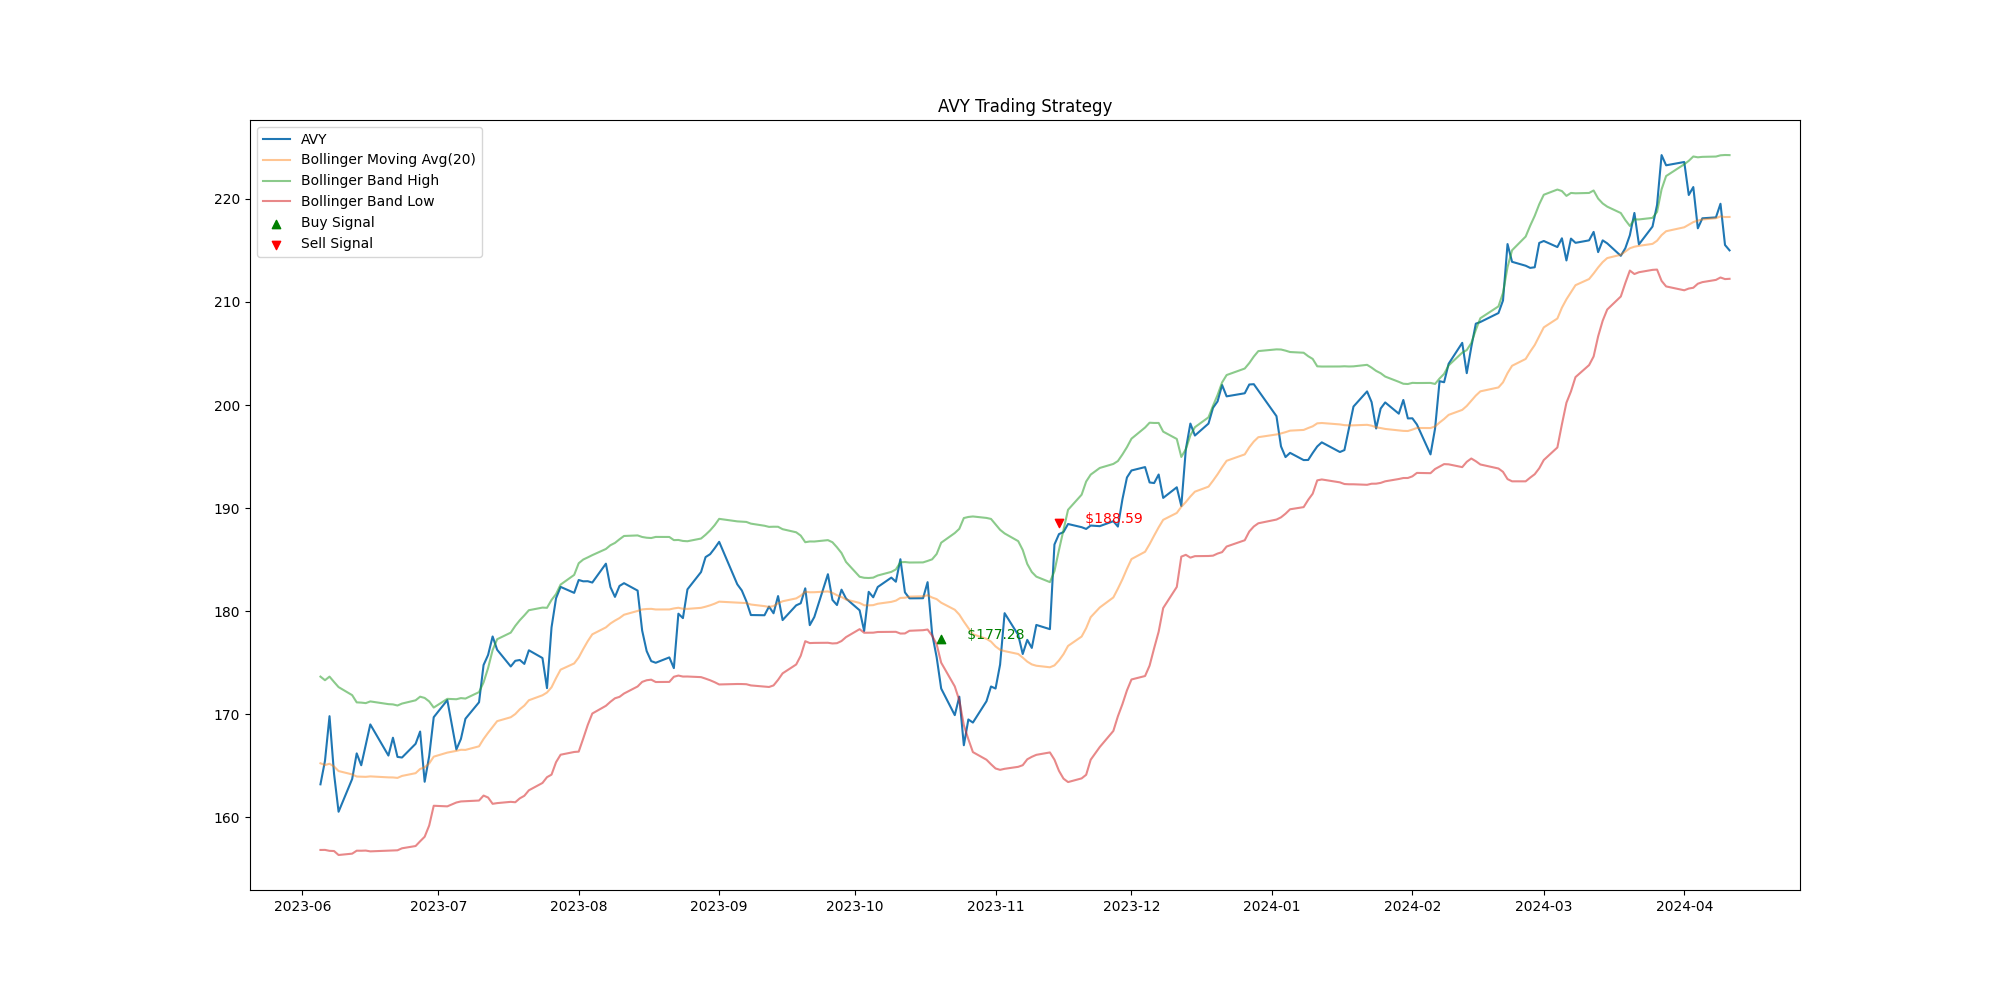 AVY Trading Strategy
AVY
Bollinger Moving Avg(20)
Bollinger Band High
Bollinger Band Low
Buy Signal
Sell Signal
220
210
200
190
180
170
160
$188.59
$177.28
2023-06
2023-07
2023-08
2023-09
2023-10
2023-11
2023-12
2024-01
2024-02
2024-03
2024-04